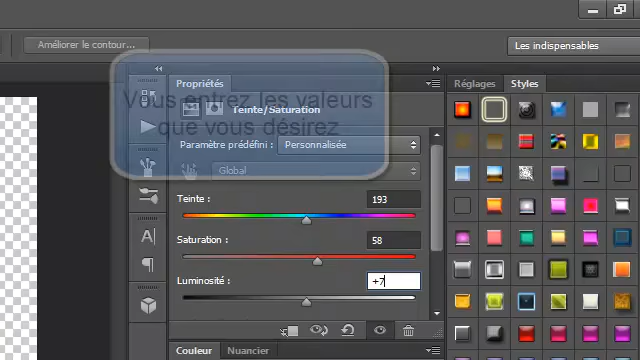 Améliorer le contour...
Les indispensables
Propriétés
Réglages
Styles
Vous entrez les valeurs
que vous désirez
Teinte/Saturation
Paramètre prédéfini :
Personnalisée
Global
Teinte :
193
Saturation :
58
Luminosité :
+7
A
Couleur
Nuancier